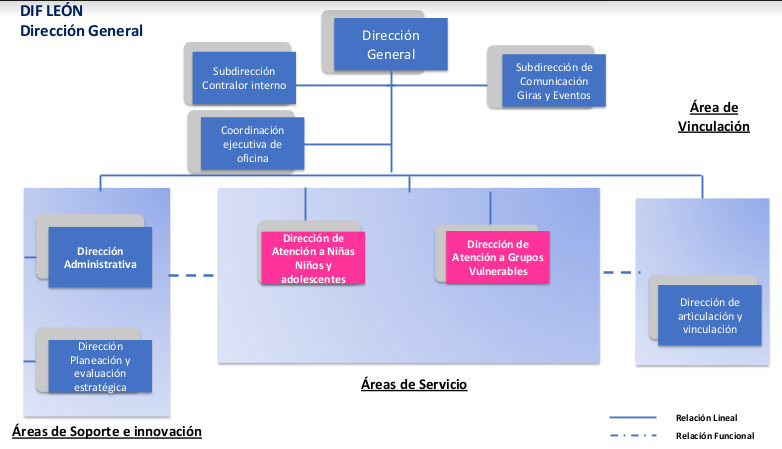 DIF LEÓN
Dirección General
Dirección
General
Subdirección
Contralor interno
Subdirección de
Comunicación
Giras y Eventos
Área de
Vinculación
Coordinación
ejecutiva de
oficina
Dirección
Administrativa
Dirección de
Atención a Niñas
Niños y
adolescentes
Dirección de
Atención a Grupos
Vulnerables
Dirección de
articulación y
vinculación
Dirección
Planeación y
evaluación
estratégica
Áreas de Servicio
Áreas de Soporte e innovación
Relación Lineal
Relación Funcional